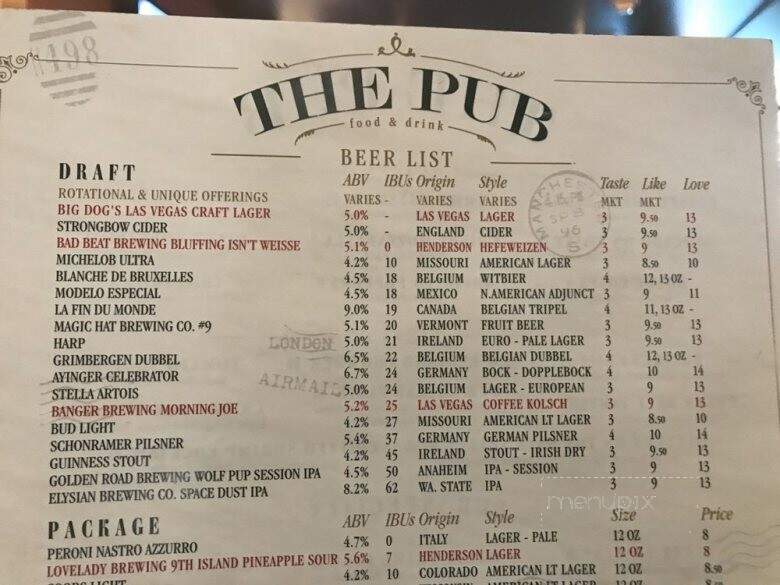 N498
THE PUB
food & drink
BEER LIST
DRAFT ABV IBUs Origin Style Taste Like Love
ROTATIONAL & UNIQUE OFFERINGS VARIES - VARIES VARIES MKT MKT
BIG DOG'S LAS VEGAS CRAFT LAGER 5.0% - LAS VEGAS LAGER 3 9.50 13
STRONGBOW CIDER 5.0% - ENGLAND CIDER 3 9.50 13
BAD BEAT BREWING BLUFFING ISN'T WEISSE 5.1% 0 HENDERSON HEFEWEIZEN 3 9 13
MICHELOB ULTRA 4.2% 10 MISSOURI AMERICAN LAGER 3 8.50 10
BLANCHE DE BRUXELLES 4.5% 18 BELGIUM WITBIER 4 12, 13 OZ -
MODELO ESPECIAL 4.5% 18 MEXICO N.AMERICAN ADJUNCT 3 9 11
LA FIN DU MONDE 9.0% 19 CANADA BELGIAN TRIPEL 4 11, 13 OZ -
MAGIC HAT BREWING CO. #9 5.1% 20 VERMONT FRUIT BEER 3 9.50 13
HARP 5.0% 21 IRELAND EURO - PALE LAGER 3 9.50 13
GRIMBERGEN DUBBEL 6.5% 22 BELGIUM BELGIAN DUBBEL 4 12, 13 OZ -
AYINGER CELEBRATOR 6.7% 24 GERMANY BOCK - DOPPLEBOCK 4 10 14
STELLA ARTOIS 5.0% 24 BELGIUM LAGER - EUROPEAN 3 9 13
BANGER BREWING MORNING JOE 5.2% 25 LAS VEGAS COFFEE KOLSCH 3 9 13
BUD LIGHT 4.2% 27 MISSOURI AMERICAN LT LAGER 3 8.50 10
SCHONRAMER PILSNER 5.4% 37 GERMANY GERMAN PILSNER 4 10 14
GUINNESS STOUT 4.2% 45 IRELAND STOUT - IRISH DRY 3 9.50 13
GOLDEN ROAD BREWING WOLF PUP SESSION IPA 4.5% 50 ANAHEIM IPA - SESSION 3 9 13
ELYSIAN BREWING CO. SPACE DUST IPA 8.2% 62 WA. STATE IPA 3 9 13
LONDON
AIRMAIL
menupix
PACKAGE ABV IBUs Origin Style Size Price
PERONI NASTRO AZZURRO 4.7% 0 ITALY LAGER - PALE 12 OZ 8
LOVELADY BREWING 9TH ISLAND PINEAPPLE SOUR 5.6% 7 HENDERSON LAGER 12 OZ 8
COORS LIGHT 4.2% 10 COLORADO AMERICAN LT LAGER 12 OZ 8.50